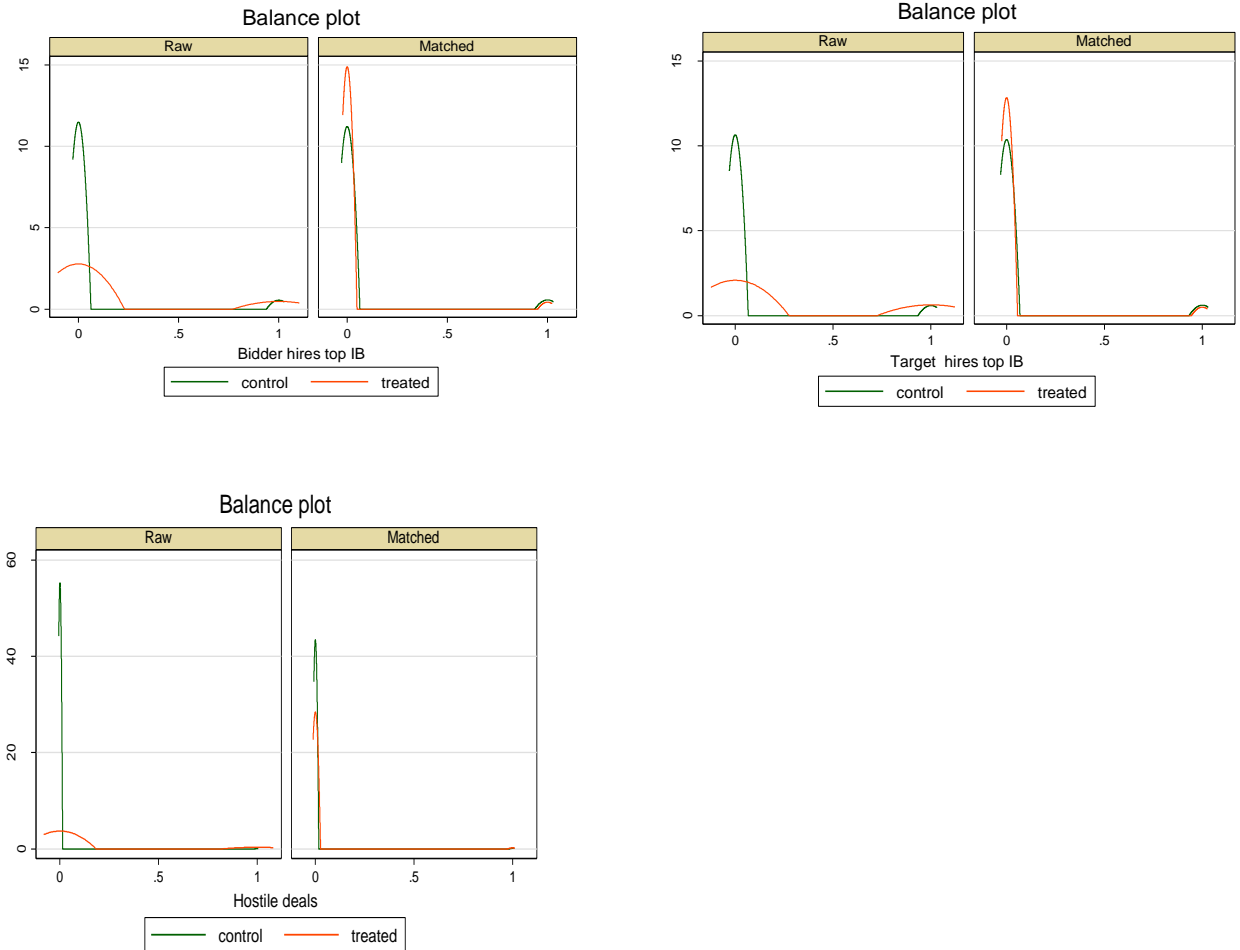 Balance plot
Raw Matched
15
10
5
0
0 .5 1 0 .5 1
Bidder hires top IB
control treated
Balance plot
Raw Matched
15
10
5
0
0 .5 1 0 .5 1
Target hires top IB
control treated
Balance plot
Raw Matched
60
40
20
0
0 .5 1 0 .5 1
Hostile deals
control treated